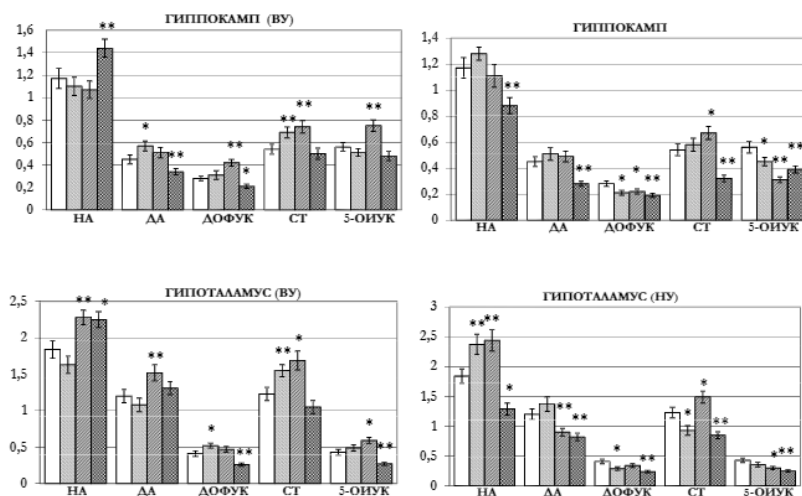 ГИППОКАМП (ВУ)
1,6
1,4
1,2
1
0,8
0,6
0,4
0,2
0
** * ** ** * ** ** **
НА ДА ДОФУК СТ 5-ОИУК
ГИППОКАМП
1,4
1,2
1
0,8
0,6
0,4
0,2
0
** ** * * ** * ** * ** **
НА ДА ДОФУК СТ 5-ОИУК
ГИПОТАЛАМУС (ВУ)
2,5
2
1,5
1
0,5
0
** * ** * ** ** * * **
НА ДА ДОФУК СТ 5-ОИУК
ГИПОТАЛАМУС (НУ)
3
2,5
2
1,5
1
0,5
0
** ** * ** ** * ** * * ** * **
НА ДА ДОФУК СТ 5-ОИУК